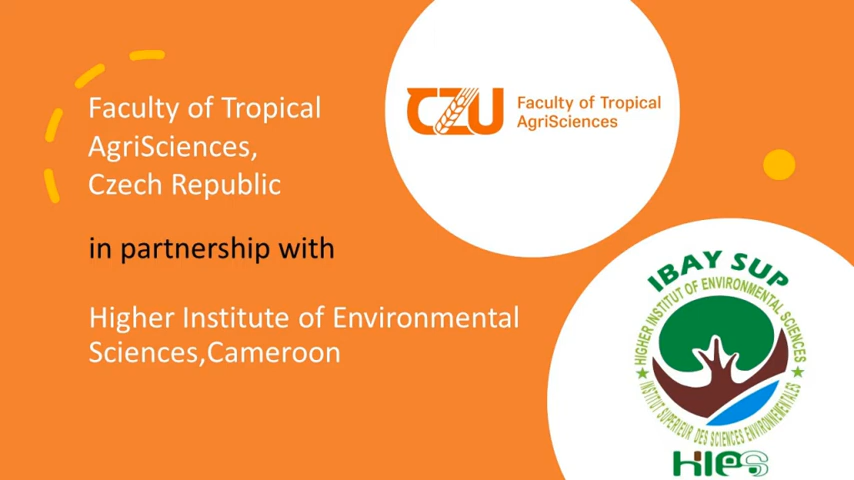 Faculty of Tropical
AgriSciences,
Czech Republic
in partnership with
Higher Institute of Environmental
Sciences,Cameroon
CZU
Faculty of Tropical
AgriSciences
IBAY SUP
HIGHER INSTITUT OF ENVIRONMENTAL SCIENCES
INSTITUT SUPERIEUR DES SCIENCES ENVIRONNEMENTALES
HIES